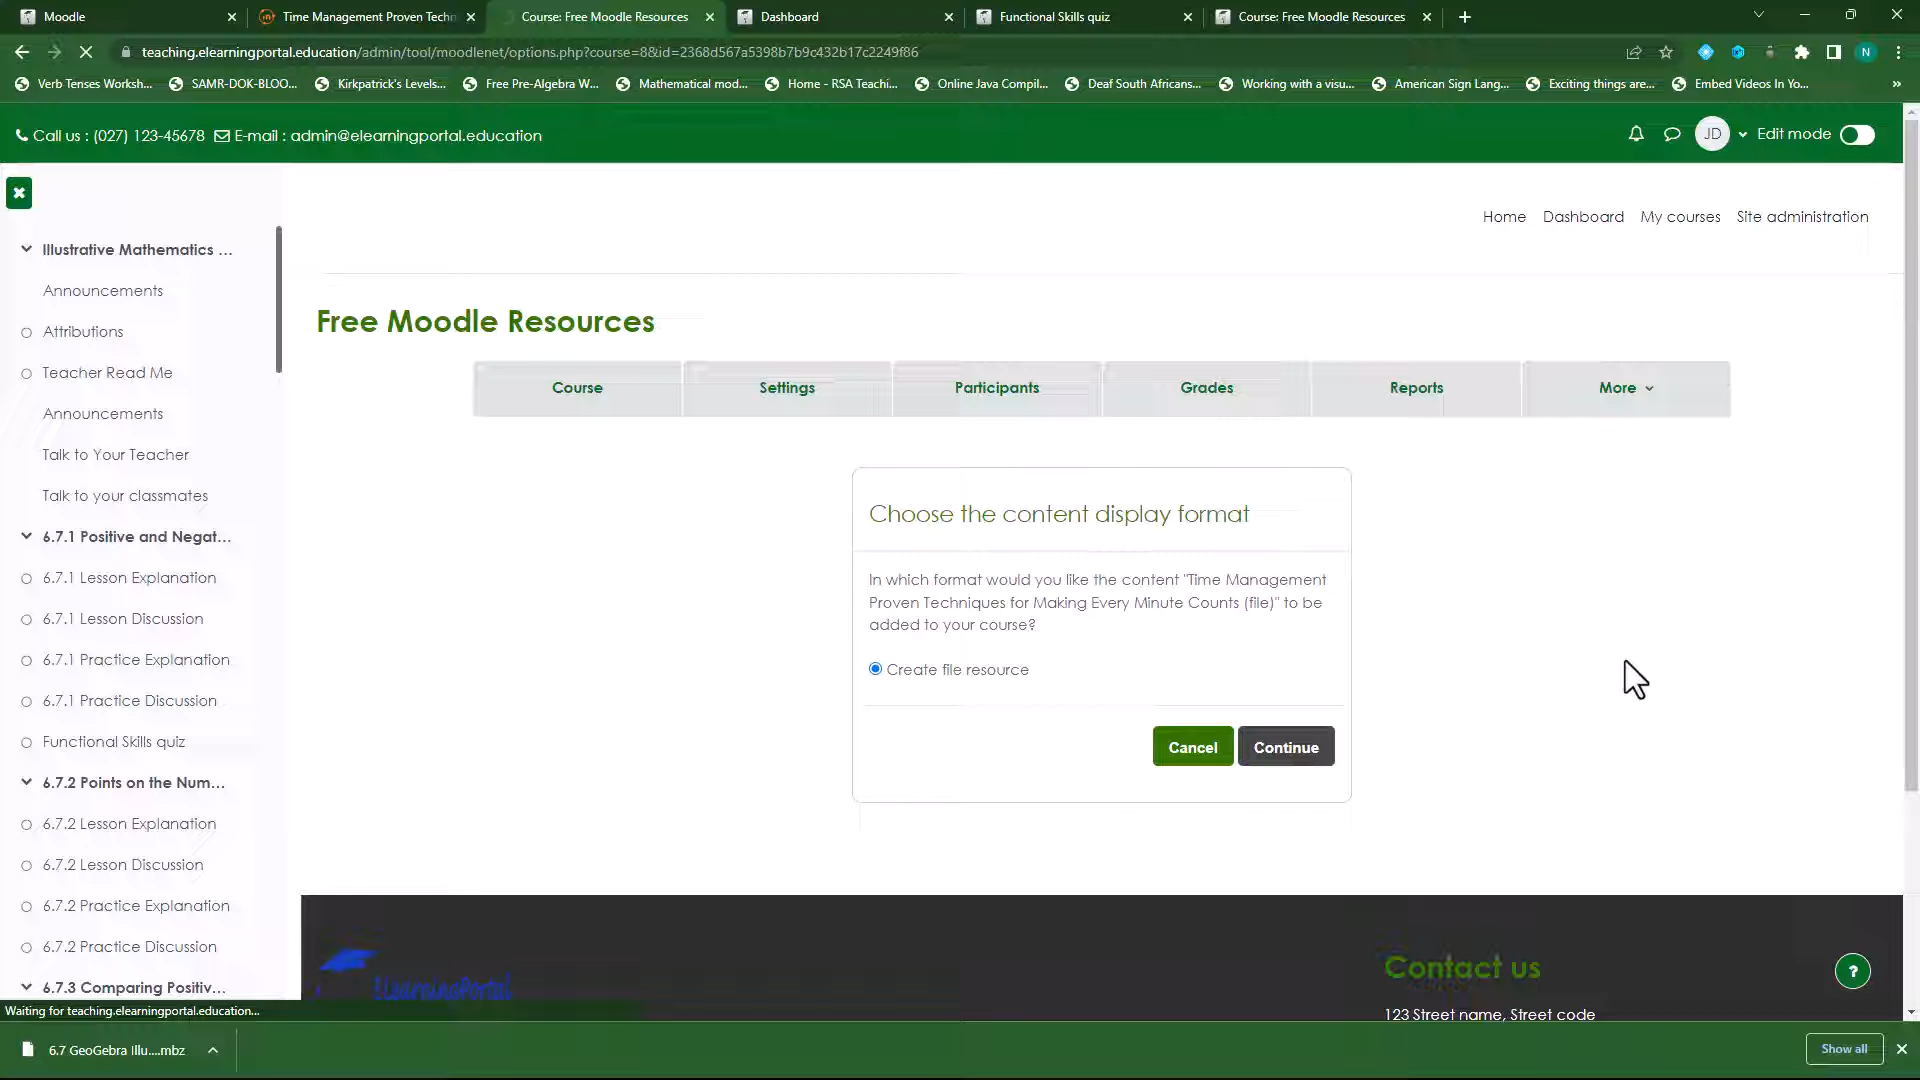 Moodle
Time Management Proven Techn
Course: Free Moodle Resources
Dashboard
Functional Skills quiz
Course: Free Moodle Resources
teaching.elearningportal.education/admin/tool/moodlenet/options.php?course=8&id=2368d567a5398b7b9c432b17c2249f86
N
Verb Tenses Worksh...
SAMR-DOK-BLOO...
Kirkpatrick's Levels...
Free Pre-Algebra W...
Mathematical mod...
Home - RSA Teachi...
Online Java Compil...
Deaf South Africans...
Working with a visu...
American Sign Lang...
Exciting things are...
Embed Videos In Yo...
»
Call us : (027) 123-45678 E-mail : admin@elearningportal.education
JD
Edit mode
Home Dashboard My courses Site administration
Illustrative Mathematics ...
Announcements
Attributions
Teacher Read Me
Announcements
Talk to Your Teacher
Talk to your classmates
6.7.1 Positive and Negat...
6.7.1 Lesson Explanation
6.7.1 Lesson Discussion
6.7.1 Practice Explanation
6.7.1 Practice Discussion
Functional Skills quiz
6.7.2 Points on the Num...
6.7.2 Lesson Explanation
6.7.2 Lesson Discussion
6.7.2 Practice Explanation
6.7.2 Practice Discussion
6.7.3 Comparing Positiv...
Free Moodle Resources
Course
Settings
Participants
Grades
Reports
More
Choose the content display format
In which format would you like the content "Time Management
Proven Techniques for Making Every Minute Counts (file)" to be
added to your course?
Create file resource
Cancel
Continue
ELearningPortal
Contact us
123 Street name, Street code
?
Waiting for teaching.elearningportal.education...
6.7 GeoGebra Illu....mbz
Show all